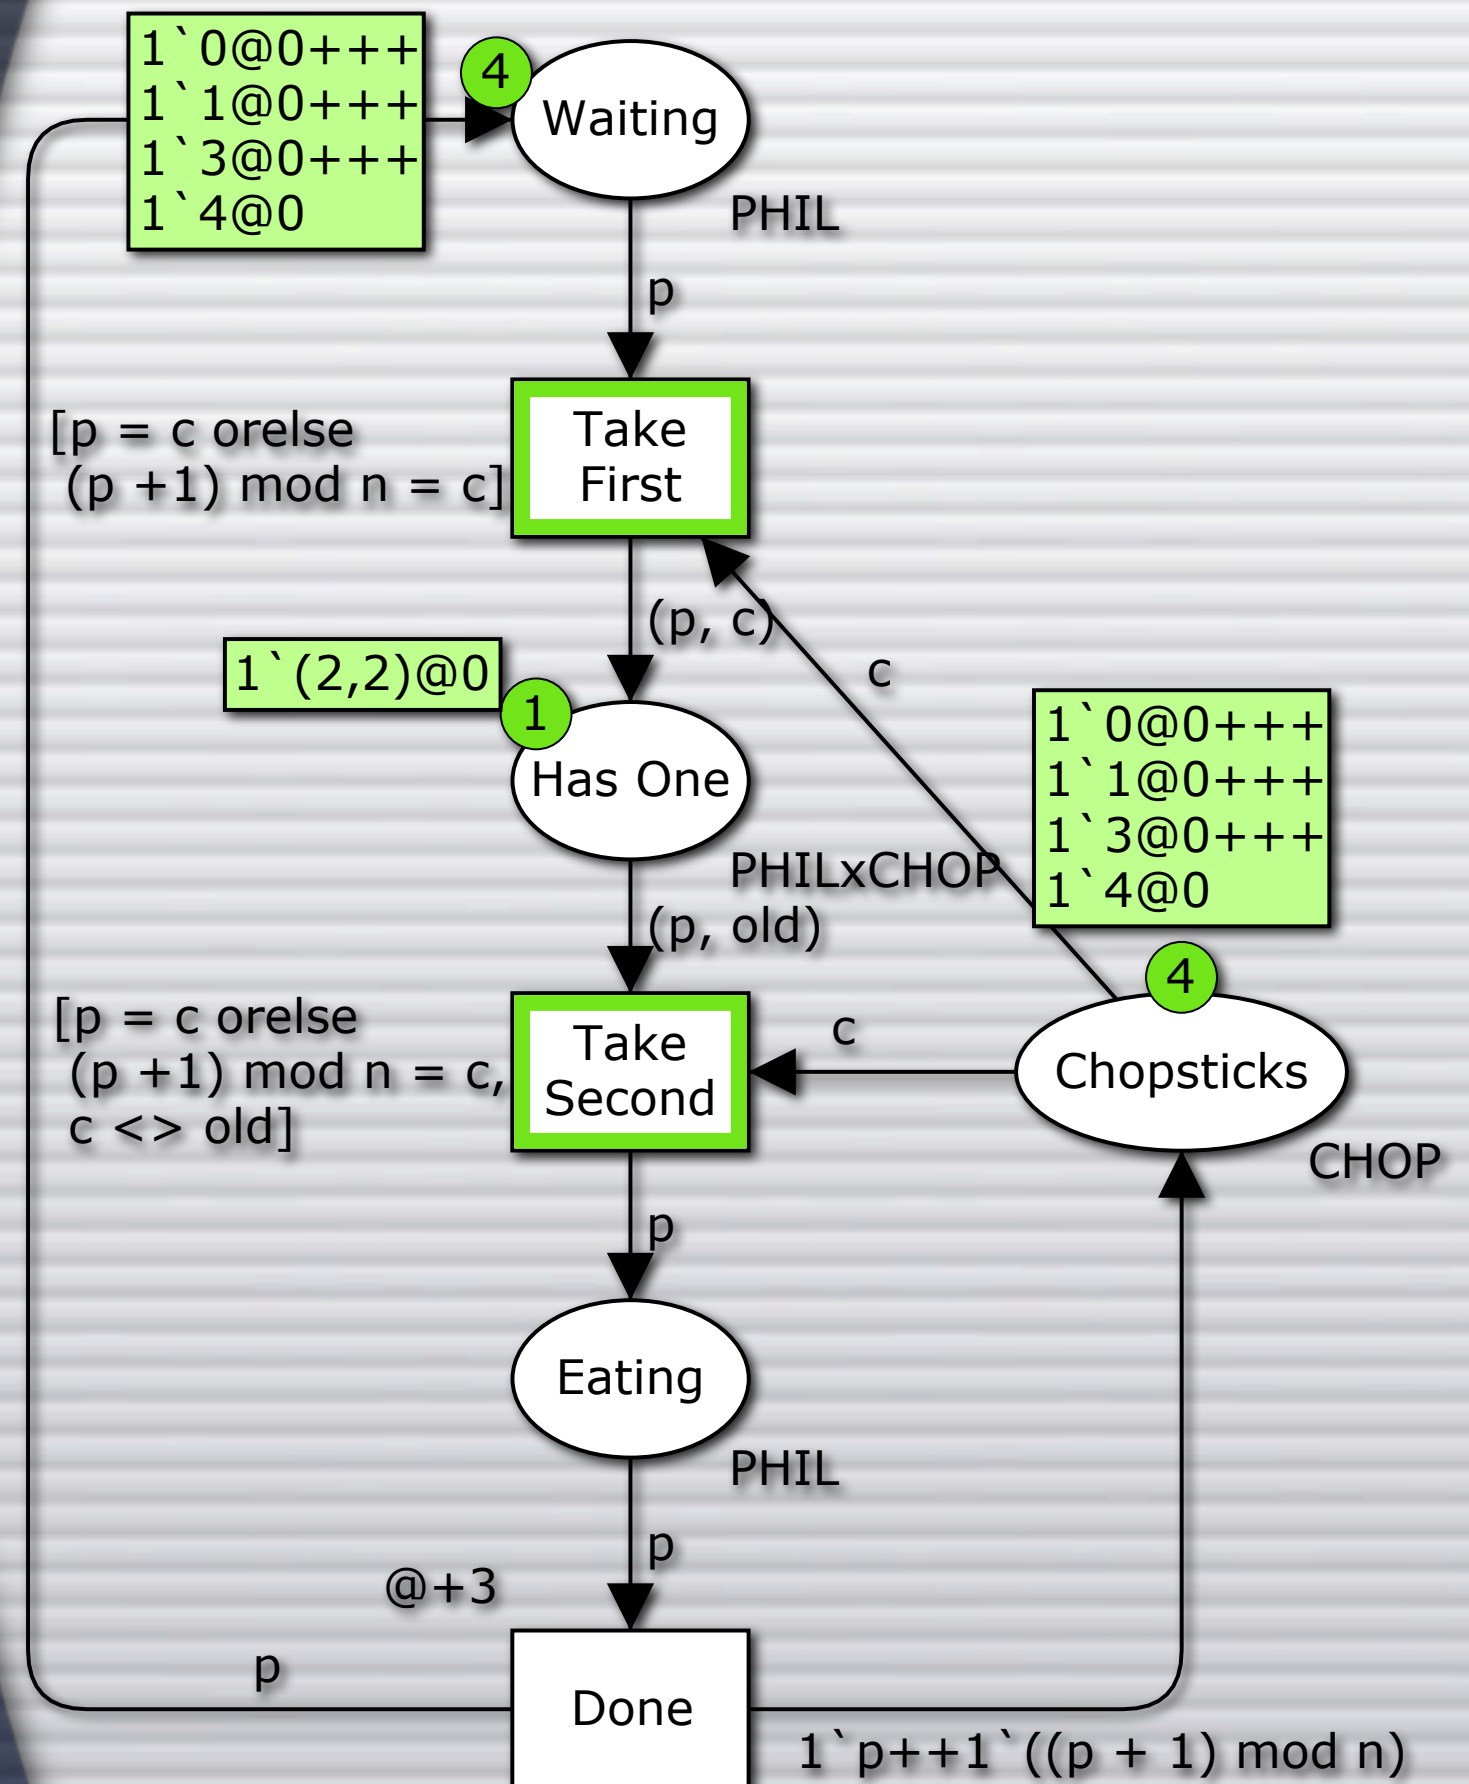 1`0@0+++
1`1@0+++
1`3@0+++
1`4@0
4
Waiting
PHIL
p
[p = c orelse
(p +1) mod n = c]
Take
First
(p, c)
c
1`(2,2)@0
1
Has One
PHILxCHOP
1`0@0+++
1`1@0+++
1`3@0+++
1`4@0
4
(p, old)
[p = c orelse
(p +1) mod n = c,
c <> old]
Take
Second
c
Chopsticks
CHOP
p
Eating
PHIL
p
@+3
p
Done
1`p++1`((p + 1) mod n)